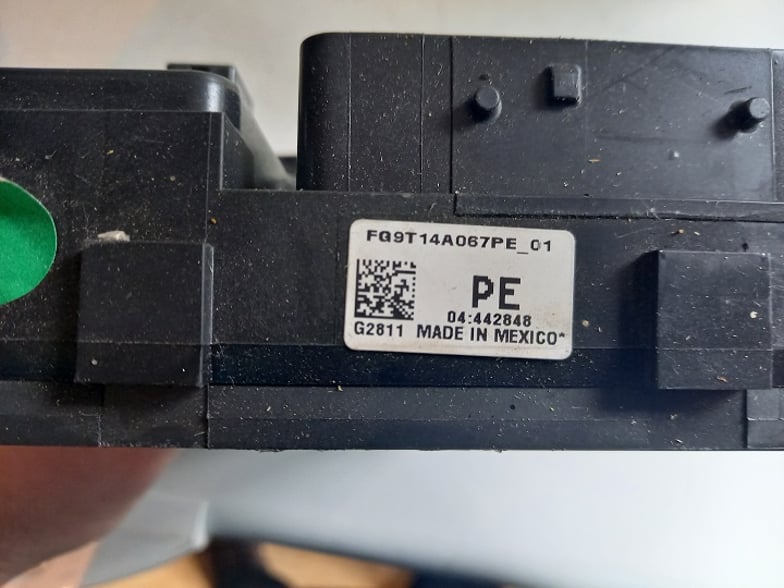 FG9T14A067PE_01
PE
04:442848
G2811 MADE IN MEXICO*